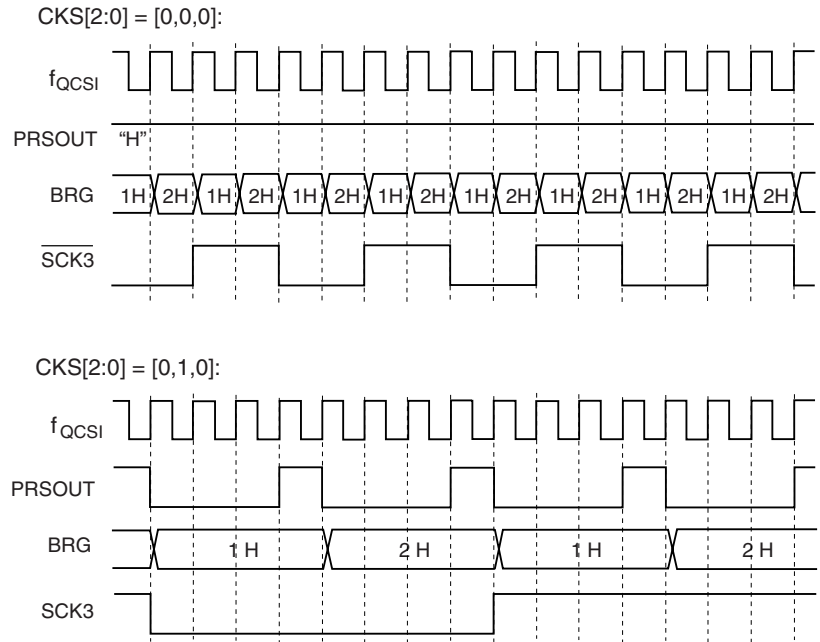 CKS[2:0] = [0,0,0]:
fQCSI
PRSOUT "H"
BRG 1H 2H 1H 2H 1H 2H 1H 2H 1H 2H 1H 2H 1H 2H 1H 2H
SCK3
CKS[2:0] = [0,1,0]:
f QCSI
PRSOUT
BRG 1 H 2 H 1 H 2 H
SCK3